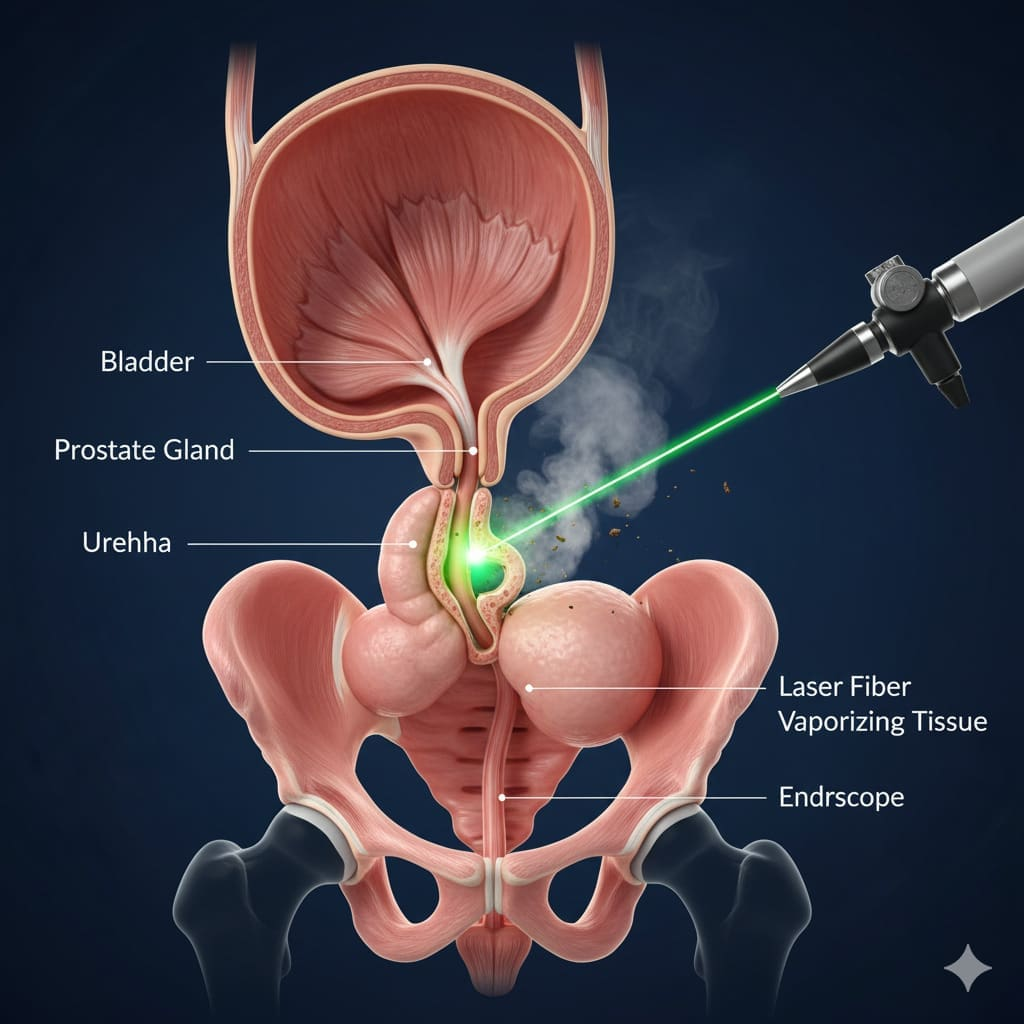 Bladder
Prostate Gland
Urehha
Laser Fiber
Vaporizing Tissue
Endrscope